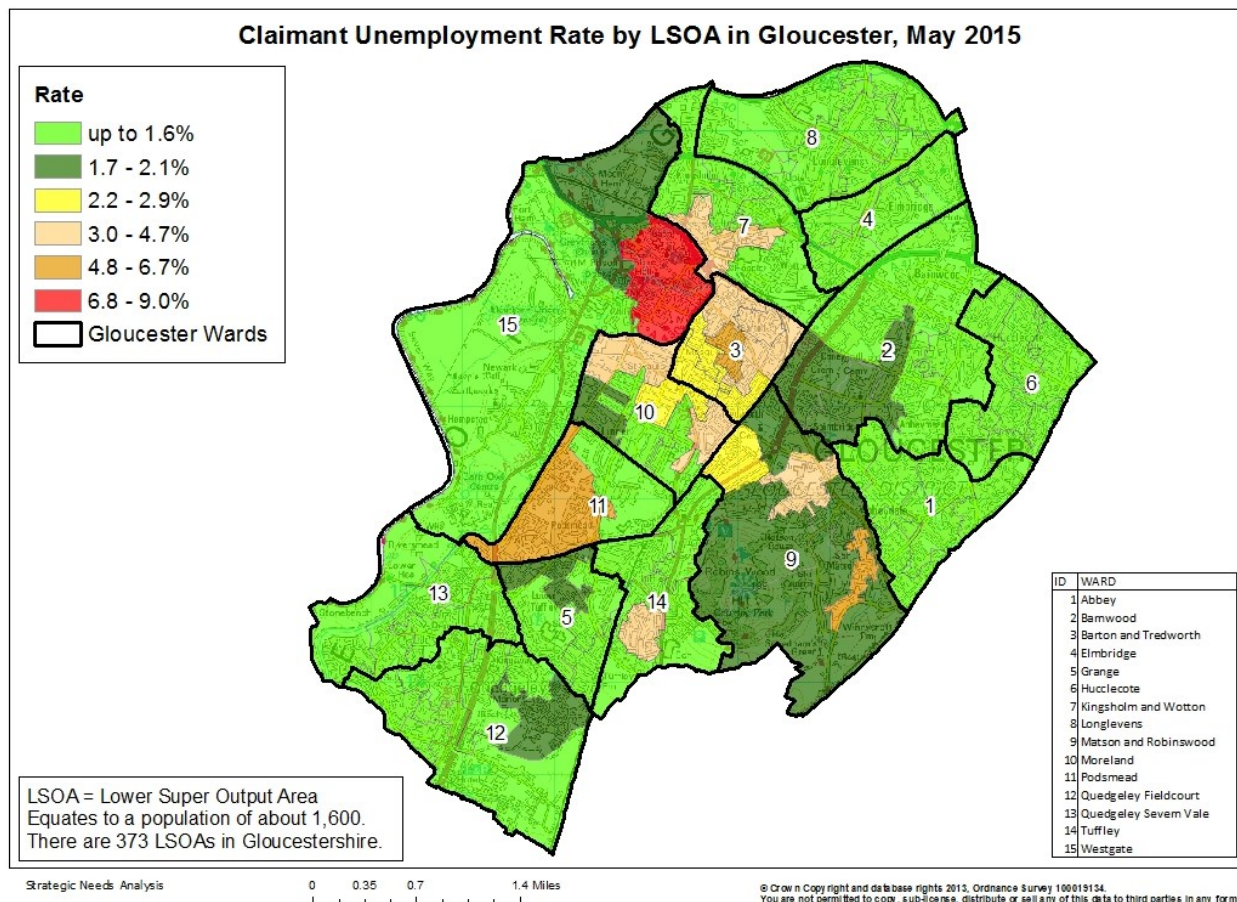 Claimant Unemployment Rate by LSOA in Gloucester, May 2015
Rate
up to 1.6%
1.7 - 2.1%
2.2 - 2.9%
3.0 - 4.7%
4.8 - 6.7%
6.8 - 9.0%
Gloucester Wards
8
4
7
15
3
2
6
10
GLOUCESTER
11
1
9
13
14
5
12
Newark
ID WARD
1 Abbey
2 Barnwood
3 Barton and Tredworth
4 Elmbridge
5 Grange
6 Hucclecote
7 Kingsholm and Wotton
8 Longlevens
9 Matson and Robinswood
10 Moreland
11 Podsmead
12 Quedgeley Fieldcourt
13 Quedgeley Severn Vale
14 Tuffley
15 Westgate
LSOA = Lower Super Output Area
Equates to a population of about 1,600.
There are 373 LSOAs in Gloucestershire.
Strategic Needs Analysis
0 0.35 0.7 1.4 Miles
© Crown Copyright and database rights 2013, Ordnance Survey 100019134.
You are not permitted to copy, sub-license, distribute or sell any of this data to third parties in any form